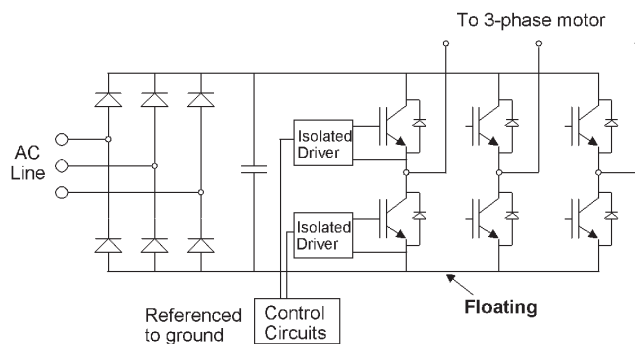 To 3-phase motor
AC
Line
Isolated
Driver
Isolated
Driver
Referenced
to ground
Control
Circuits
Floating